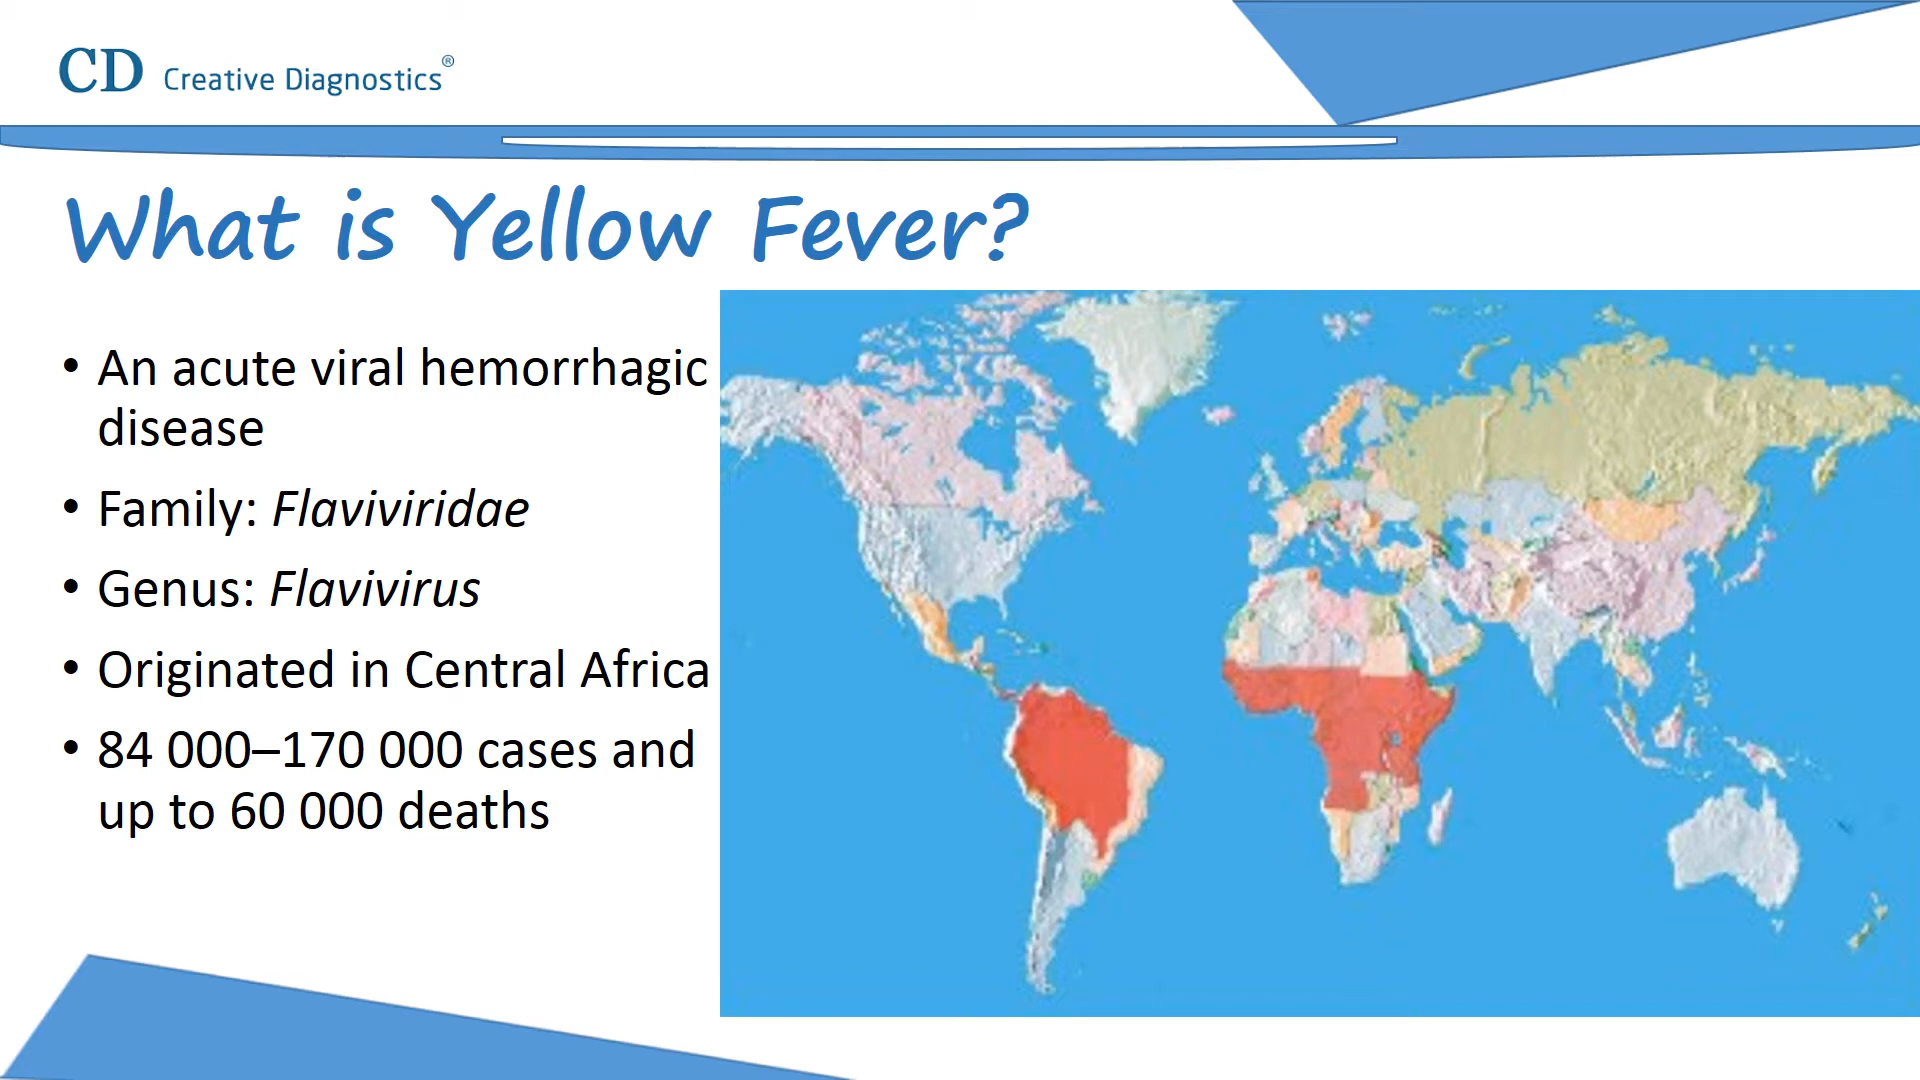 CD Creative Diagnostics®
What is Yellow Fever?
• An acute viral hemorrhagic
disease
• Family: Flaviviridae
• Genus: Flavivirus
• Originated in Central Africa
• 84 000–170 000 cases and
up to 60 000 deaths